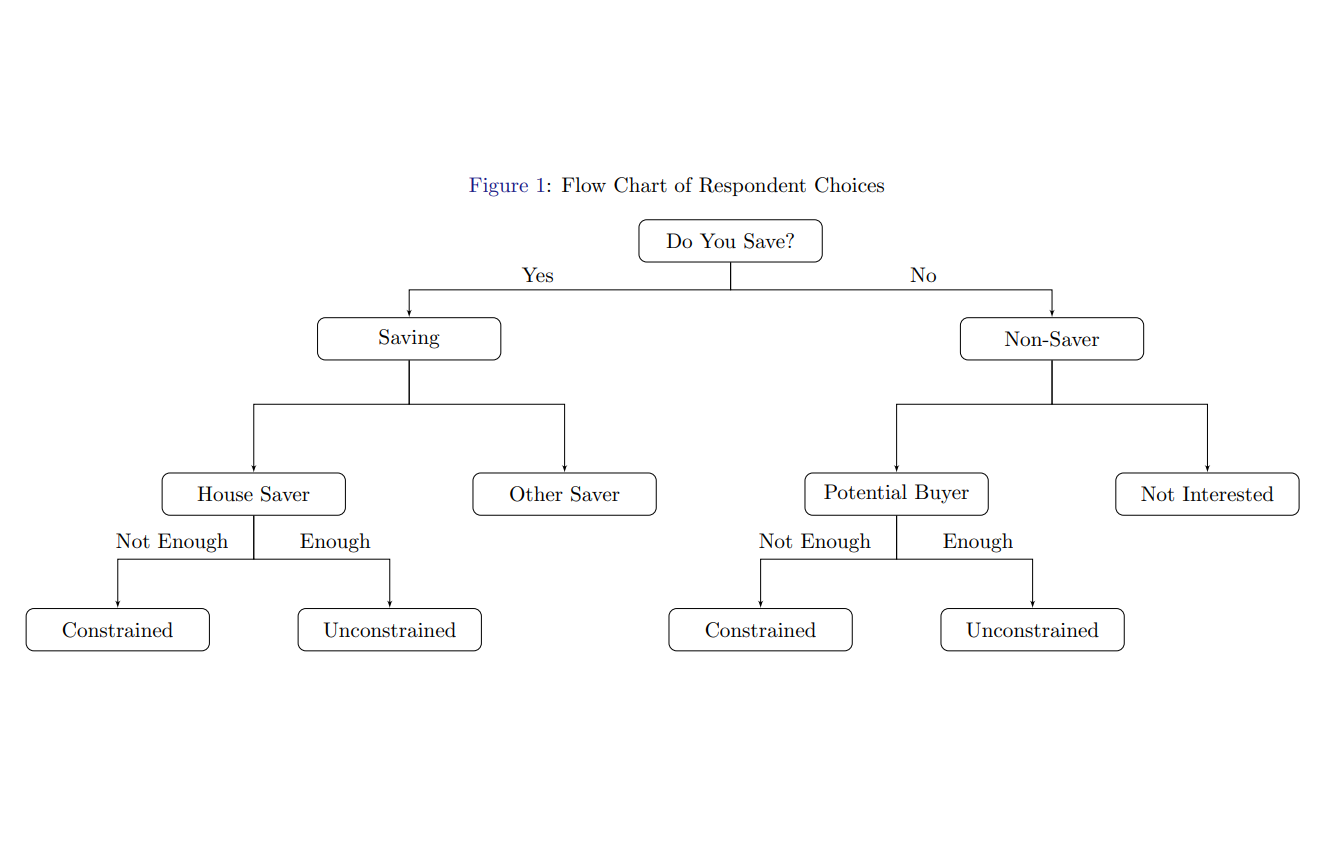 Figure 1: Flow Chart of Respondent Choices
Do You Save?
Yes
No
Saving
Non-Saver
House Saver
Other Saver
Potential Buyer
Not Interested
Not Enough
Enough
Not Enough
Enough
Constrained
Unconstrained
Constrained
Unconstrained